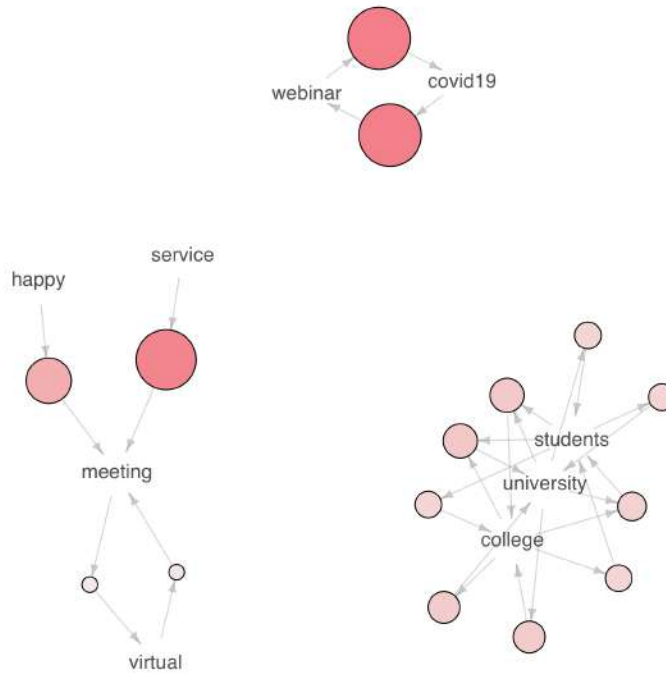 covid19
webinar
service
happy
students
meeting
university
college
virtual